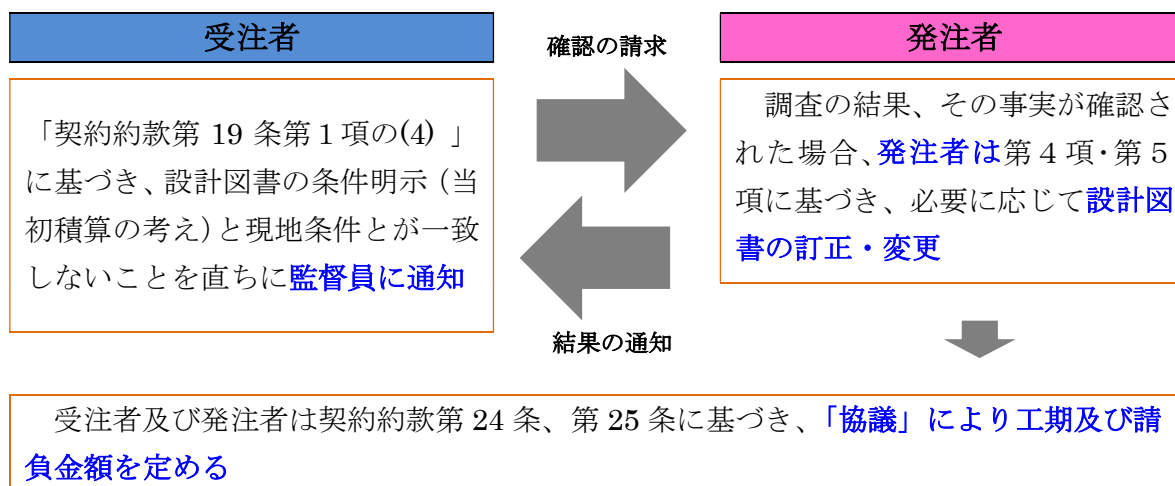 受注者
「契約約款第 19 条第１項の(4) 」
に基づき、設計図書の条件明示（当
初積算の考え）と現地条件とが一致
しないことを直ちに監督員に通知
確認の請求
結果の通知
発注者
調査の結果、その事実が確認さ
れた場合、発注者は第４項・第５
項に基づき、必要に応じて設計図
書の訂正・変更
受注者及び発注者は契約約款第 24 条、第 25 条に基づき、「協議」により工期及び請
負金額を定める